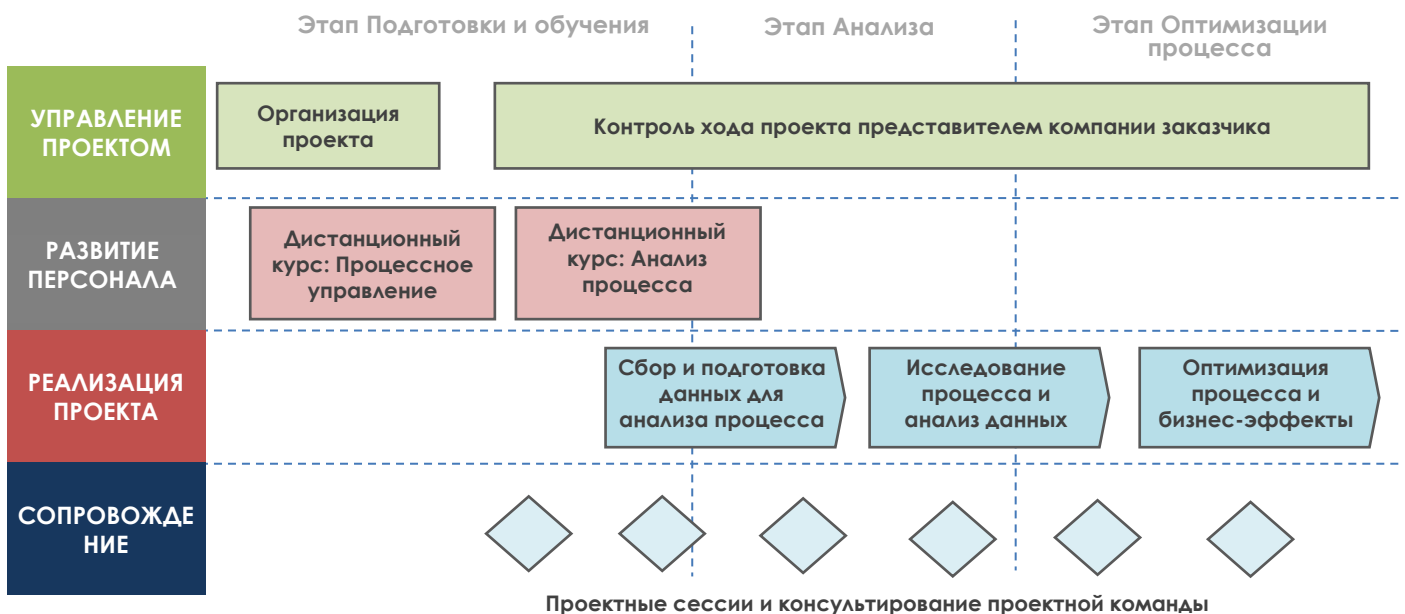 Этап Подготовки и обучения
Этап Анализа
Этап Оптимизации
процесса
УПРАВЛЕНИЕ
ПРОЕКТОМ
Организация
проекта
Контроль хода проекта представителем компании заказчика
РАЗВИТИЕ
ПЕРСОНАЛА
Дистанционный
курс: Процессное
управление
Дистанционный
курс: Анализ
процесса
РЕАЛИЗАЦИЯ
ПРОЕКТА
Сбор и подготовка
данных для
анализа процесса
Исследование
процесса и
анализ данных
Оптимизация
процесса и
бизнес-эффекты
СОПРОВОЖДЕ
НИЕ
Проектные сессии и консультирование проектной команды